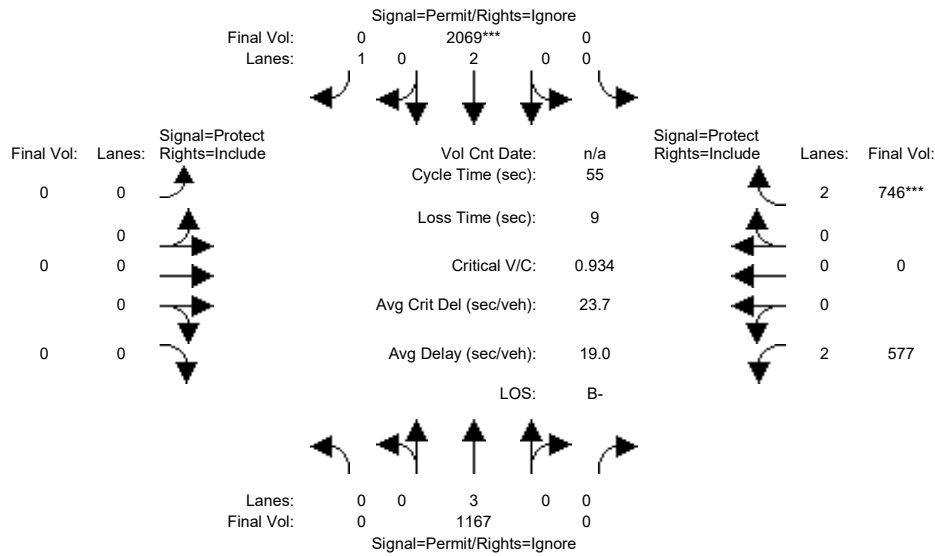 Signal=Permit/Rights=Ignore
Final Vol: 0 2069*** 0
Lanes: 1 0 2 0 0
Signal=Protect Signal=Protect
Final Vol: Lanes: Rights=Include Vol Cnt Date: n/a Rights=Include Lanes: Final Vol:
Cycle Time (sec): 55
0 0 2 746***
Loss Time (sec): 9
0 0
0 0 Critical V/C: 0.934 0 0
0 Avg Crit Del (sec/veh): 23.7 0
0 0 Avg Delay (sec/veh): 19.0 2 577
LOS: B-
Lanes: 0 0 3 0 0
Final Vol: 0 1167 0
Signal=Permit/Rights=Ignore